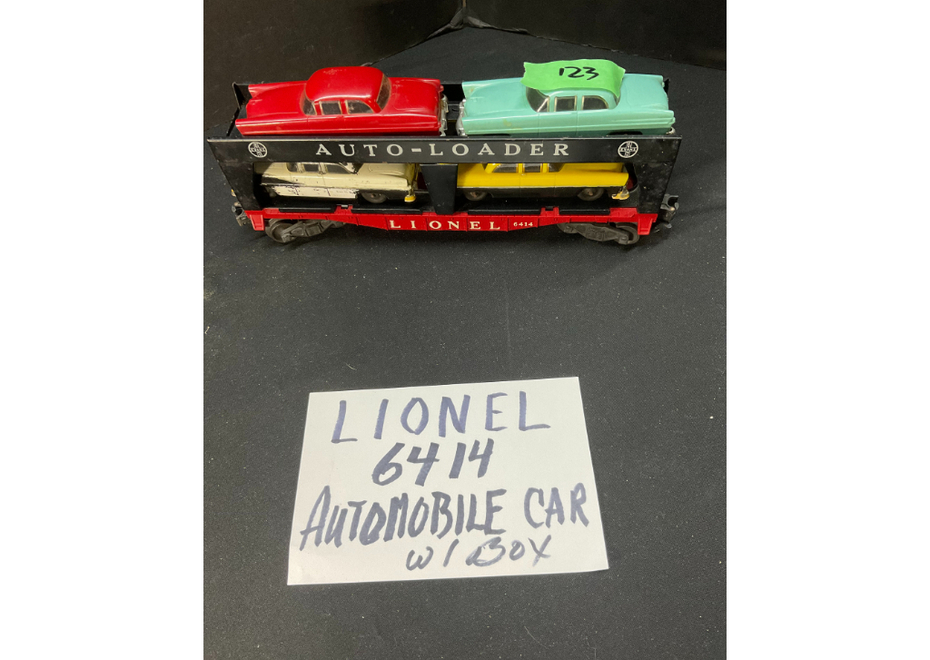 123
AUTO-LOADER
LIONEL 6414
LIONEL
6414
AUTOMOBILE CAR
W/ BOX